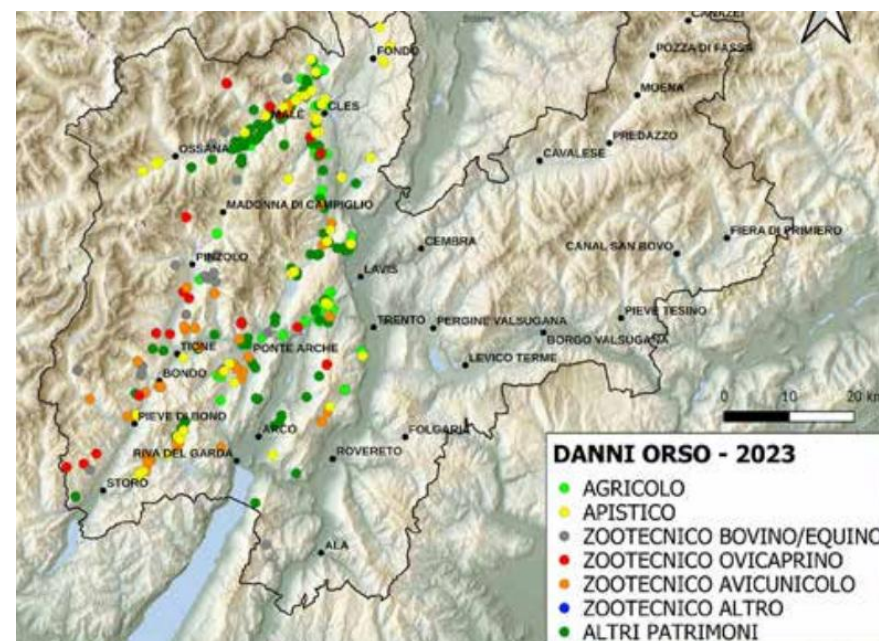 CANAZEI
FONDO
POZZA DI FASSA
MOENA
MALÈ
CLES
PREDAZZO
OSSANA
CAVALESE
MADONNA DI CAMPIGLIO
CEMBRA
FIERA DI PRIMIERO
CANAL SAN BOVO
PINZOLO
LAVIS
TRENTO
PERGINE VALSUGANA
PIEVE TESINO
BORGO VALSUGANA
TIONE
PONTE ARCHE
LEVICO TERME
BONDO
0 10 20 km
PIEVE DI BOND
ARCO
FOLGARIA
RIVA DEL GARDA
ROVERETO
STORO
ALA
DANNI ORSO - 2023
AGRICOLO
APISTICO
ZOOTECNICO BOVINO/EQUINO
ZOOTECNICO OVICAPRINO
ZOOTECNICO AVICUNICOLO
ZOOTECNICO ALTRO
ALTRI PATRIMONI